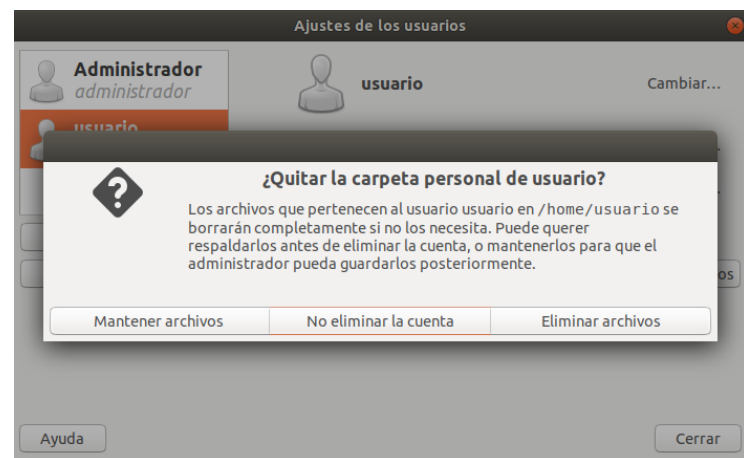 Ajustes de los usuarios
Administrador
administrador
usuario
usuario
Cambiar...
¿Quitar la carpeta personal de usuario?
Los archivos que pertenecen al usuario usuario en /home/usuario se
borrarán completamente si no los necesita. Puede querer
respaldarlos antes de eliminar la cuenta, o mantenerlos para que el
administrador pueda guardarlos posteriormente.
os
Mantener archivos
No eliminar la cuenta
Eliminar archivos
Ayuda
Cerrar